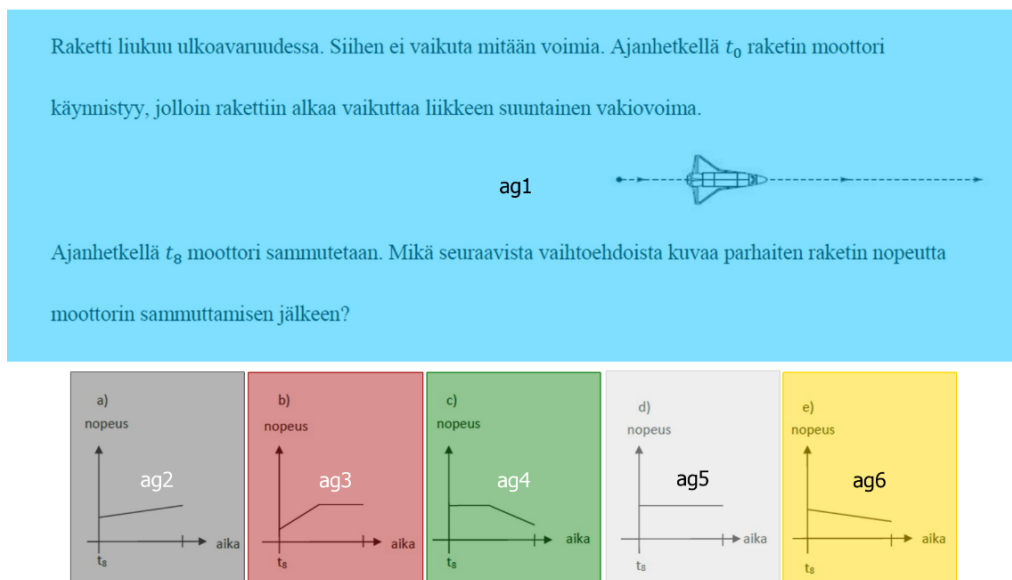 Raketti liukuu ulkoavaruudessa. Siihen ei vaikuta mitään voimia. Ajanhetkellä t₀ raketin moottori
käynnistyy, jolloin rakettiin alkaa vaikuttaa liikkeen suuntainen vakiovoima.
ag1
Ajanhetkellä t₈ moottori sammutetaan. Mikä seuraavista vaihtoehdoista kuvaa parhaiten raketin nopeutta
moottorin sammuttamisen jälkeen?
a)
nopeus
ag2
aika
t₈
b)
nopeus
ag3
aika
t₈
c)
nopeus
ag4
aika
t₈
d)
nopeus
ag5
aika
t₈
e)
nopeus
ag6
aika
t₈